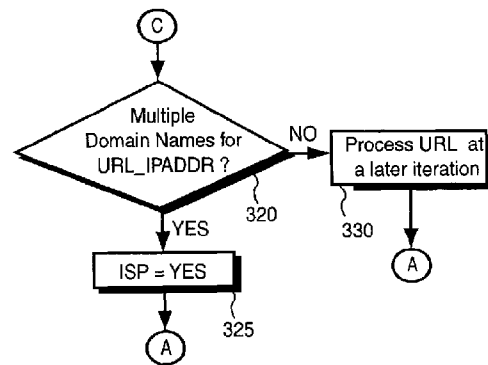 C
Multiple
Domain Names for
URL_IPADDR ?
NO
Process URL at
a later iteration
320
330
YES
A
ISP = YES
325
A